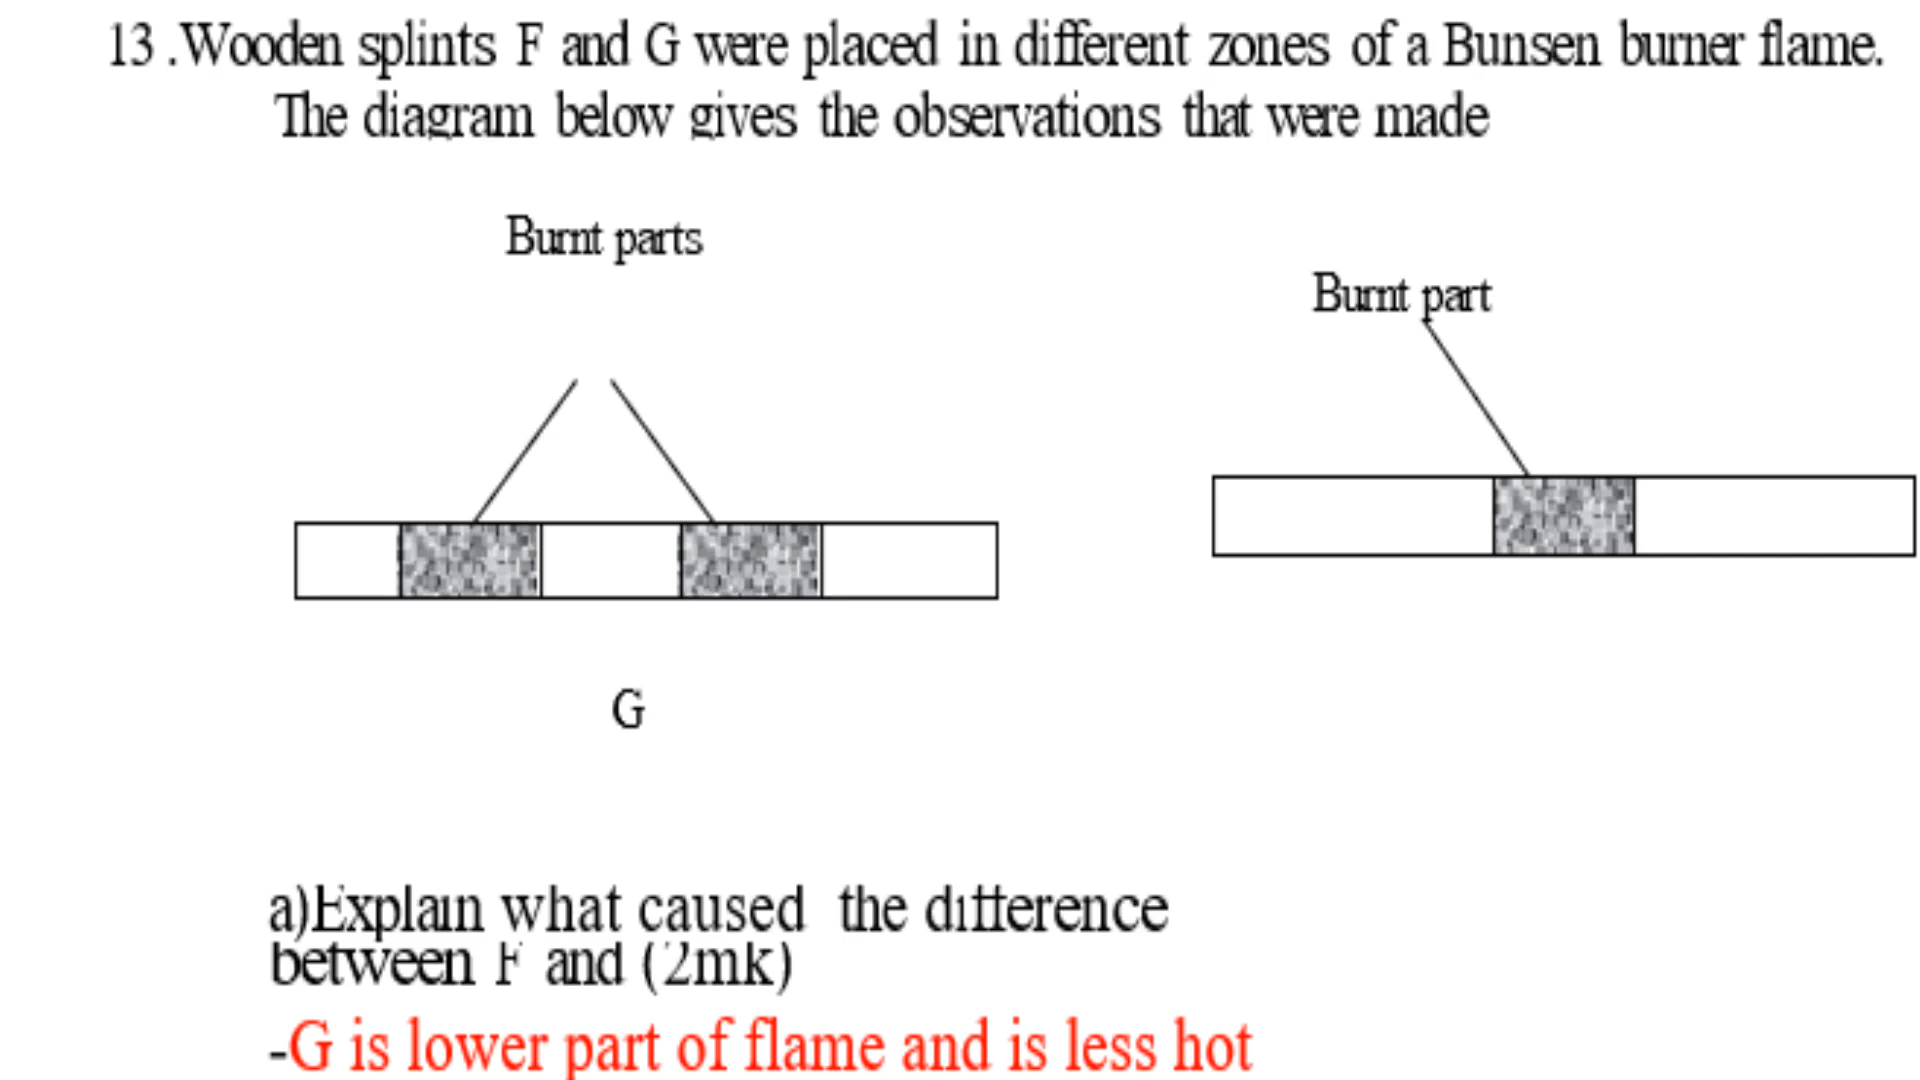 13 .Wooden splints F and G were placed in different zones of a Bunsen burner flame.
The diagram below gives the observations that were made
Burnt parts
Burnt part
G
a)Explain what caused the difference
between F and (2mk)
-G is lower part of flame and is less hot